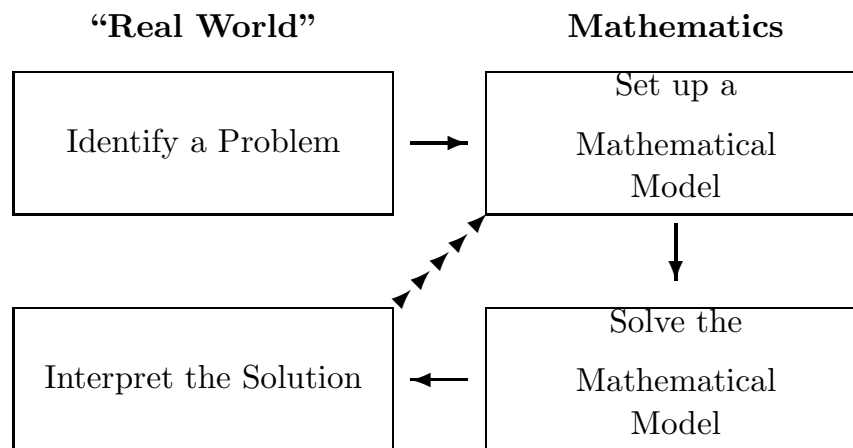 “Real World”
Mathematics
Identify a Problem
Set up a
Mathematical
Model
Interpret the Solution
Solve the
Mathematical
Model